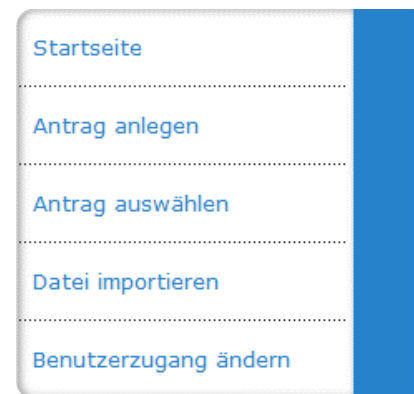 Startseite
Antrag anlegen
Antrag auswählen
Datei importieren
Benutzerzugang ändern